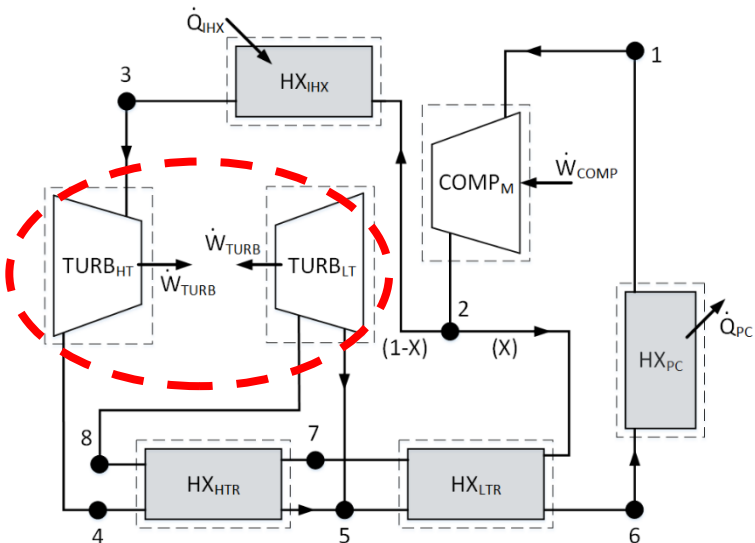 Q̇IHX
3
HXIHX
1
COMPM
ẆCOMP
TURBHT
ẆTURB
ẆTURB
TURBLT
2
(1-X)
(X)
HXPC
Q̇PC
8
7
HXHTR
HXLTR
4
5
6